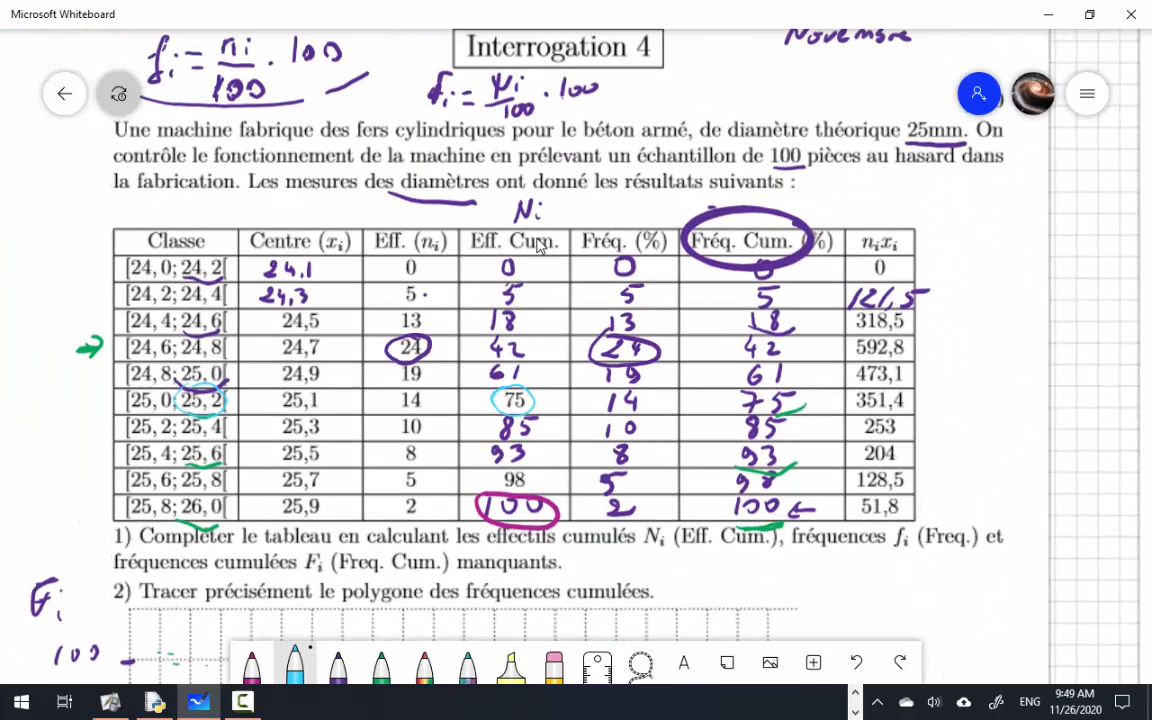 Microsoft Whiteboard
Interrogation 4
Novembre
fi = ni/100 . 100
fi = Ni/100 . 100
Une machine fabrique des fers cylindriques pour le béton armé, de diamètre théorique 25mm. On
contrôle le fonctionnement de la machine en prélevant un échantillon de 100 pièces au hasard dans
la fabrication. Les mesures des diamètres ont donné les résultats suivants :
Ni
Classe Centre (xi) Eff. (ni) Eff. Cum. Fréq. (%) Fréq. Cum. (%) nixi
[24, 0; 24, 2[ 24,1 0 0 0 0 0
[24, 2; 24, 4[ 24,3 5 5 5 5 121,5
[24, 4; 24, 6[ 24,5 13 18 13 18 318,5
[24, 6; 24, 8[ 24,7 24 42 24 42 592,8
[24, 8; 25, 0[ 24,9 19 61 19 61 473,1
[25, 0; 25, 2[ 25,1 14 75 14 75 351,4
[25, 2; 25, 4[ 25,3 10 85 10 85 253
[25, 4; 25, 6[ 25,5 8 93 8 93 204
[25, 6; 25, 8[ 25,7 5 98 5 98 128,5
[25, 8; 26, 0[ 25,9 2 100 2 100 51,8
1) Completer le tableau en calculant les effectifs cumulés Ni (Eff. Cum.), fréquences fi (Freq.) et
fréquences cumulées Fi (Freq. Cum.) manquants.
2) Tracer précisément le polygone des fréquences cumulées.
Fi
100
A
ENG
9:49 AM
11/26/2020